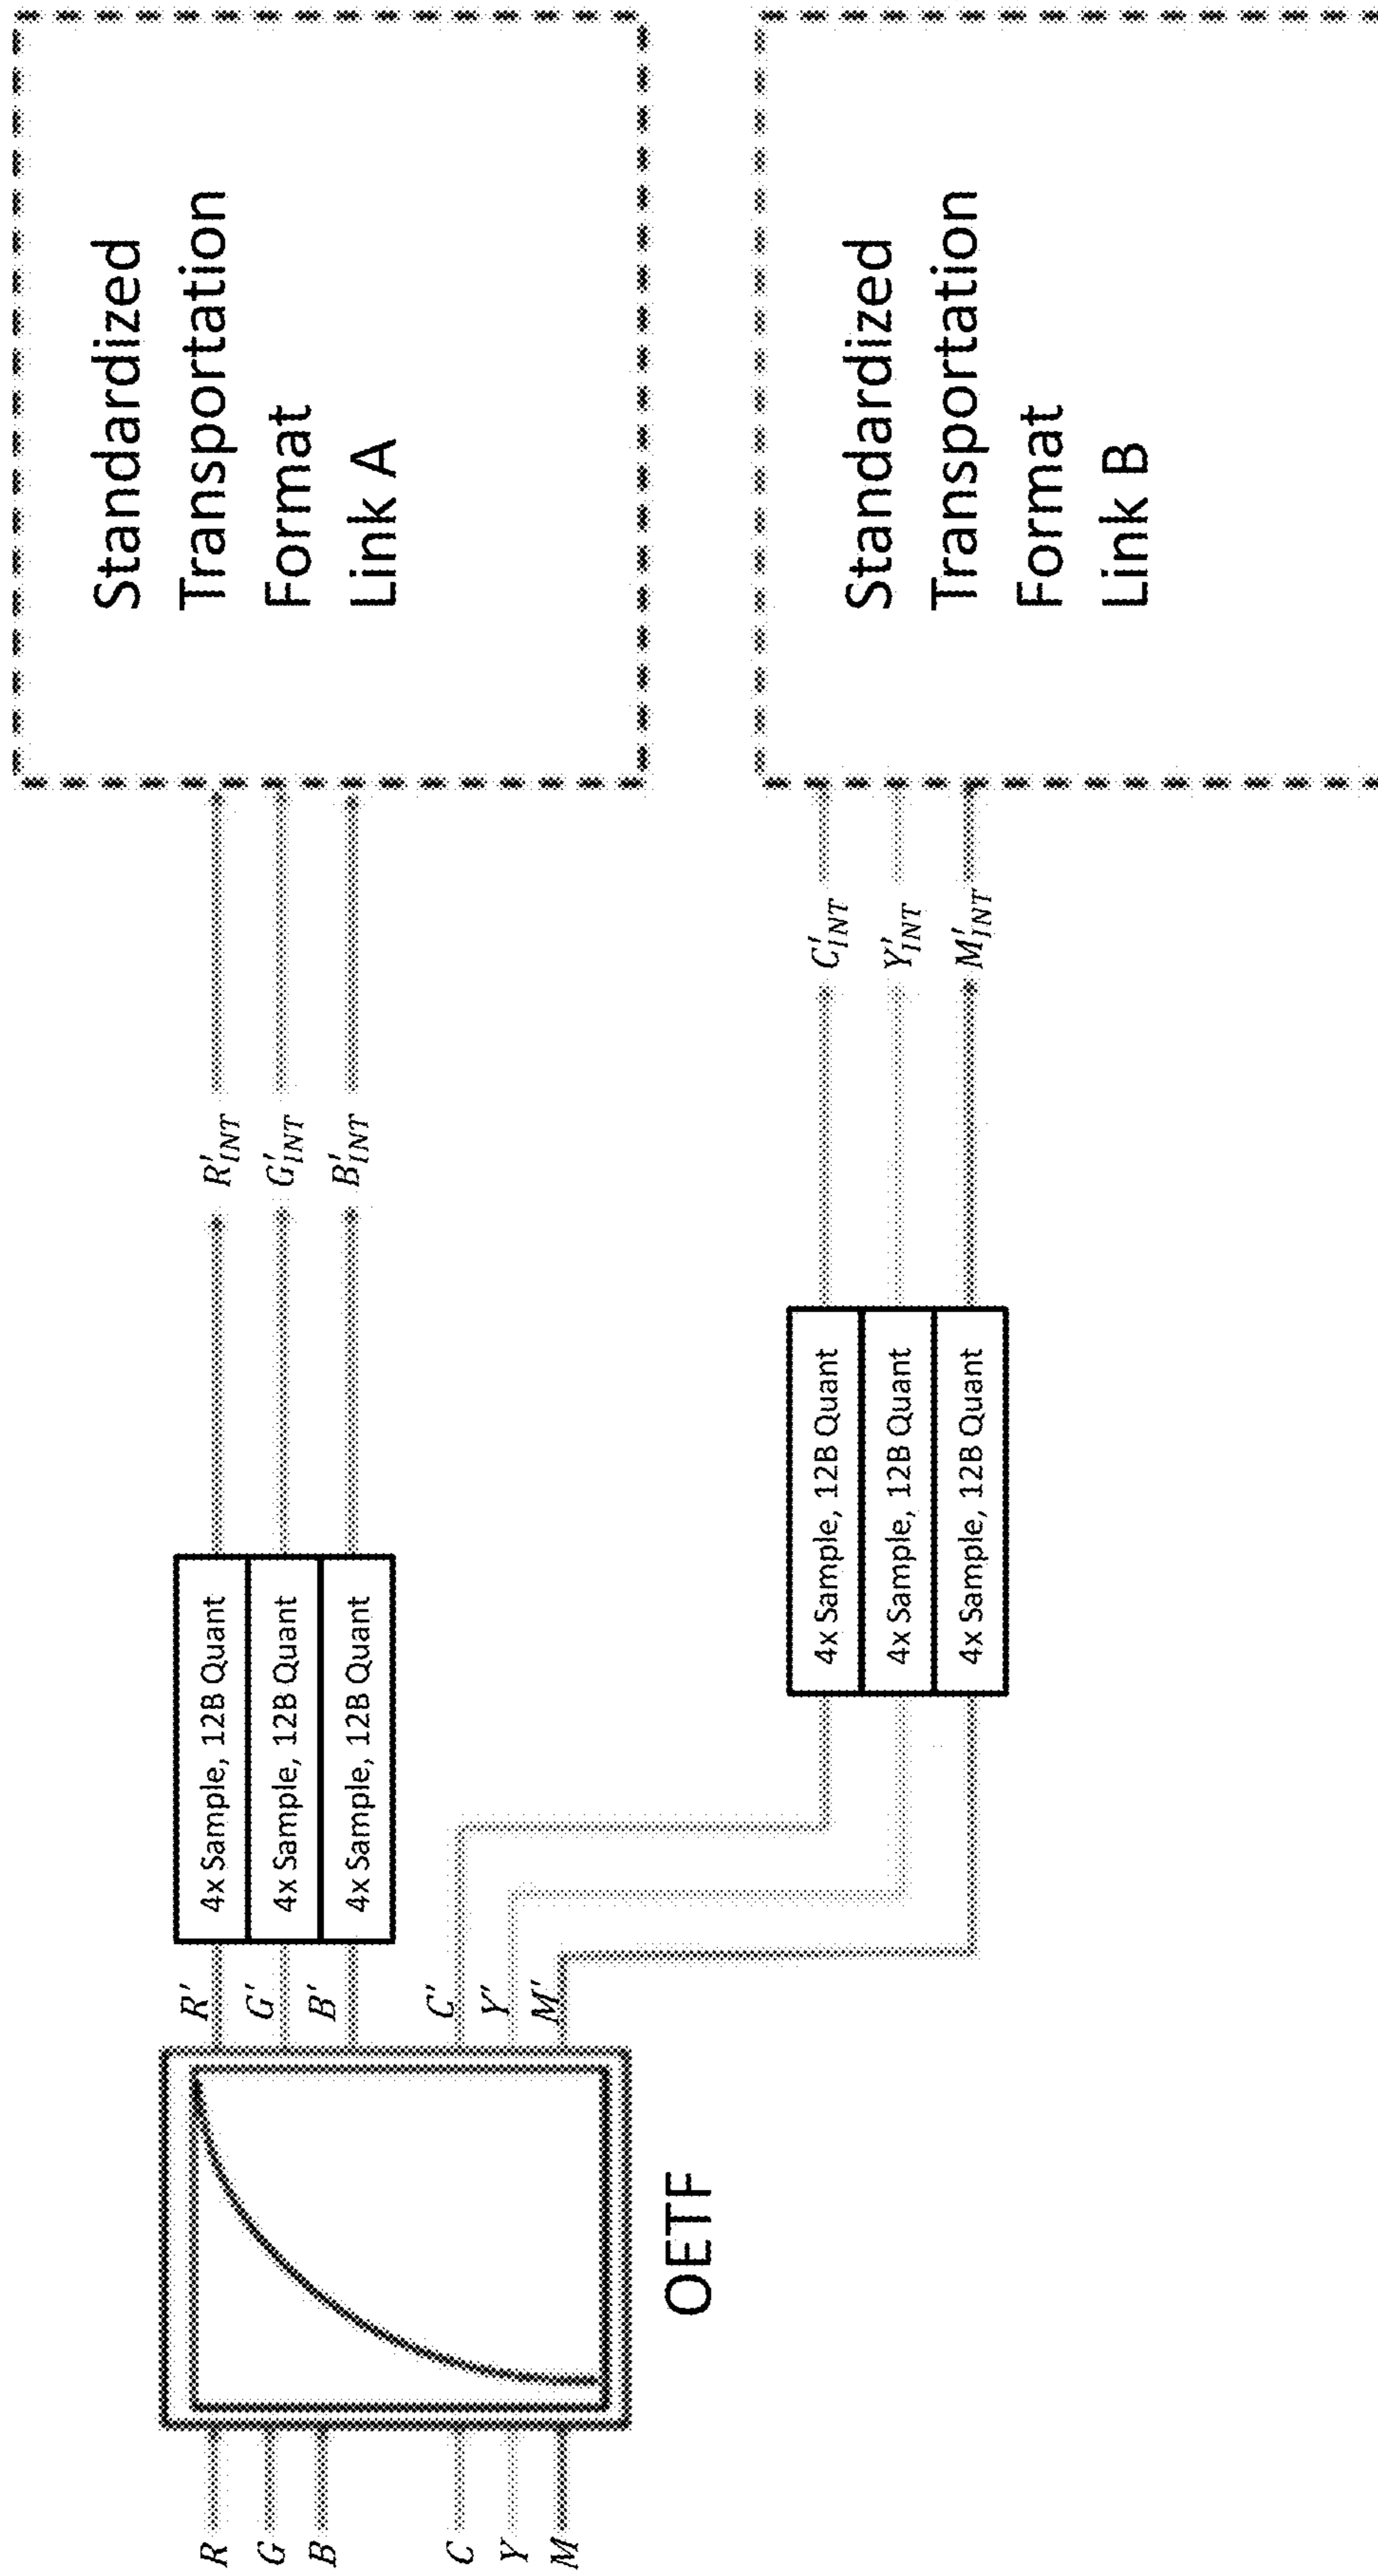 R
G
B
C
Y
M
OETF
R'
G'
B'
C'
Y'
M'
4x Sample, 12B Quant
4x Sample, 12B Quant
4x Sample, 12B Quant
4x Sample, 12B Quant
4x Sample, 12B Quant
4x Sample, 12B Quant
R'INT
G'INT
B'INT
C'INT
Y'INT
M'INT
Standardized
Transportation
Format
Link A
Standardized
Transportation
Format
Link B